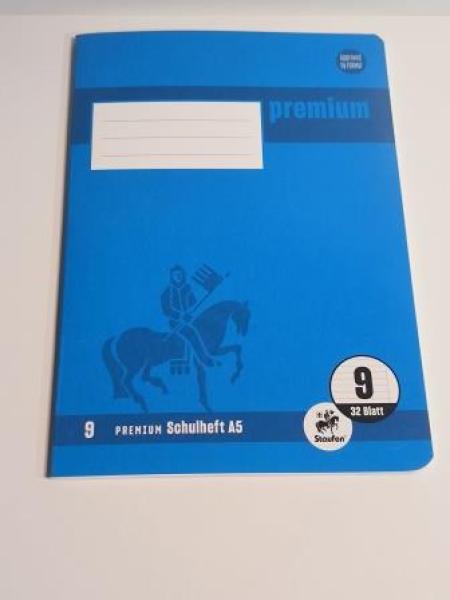 premium
9
32 Blatt
Staufen
9 PREMIUM Schulheft A5